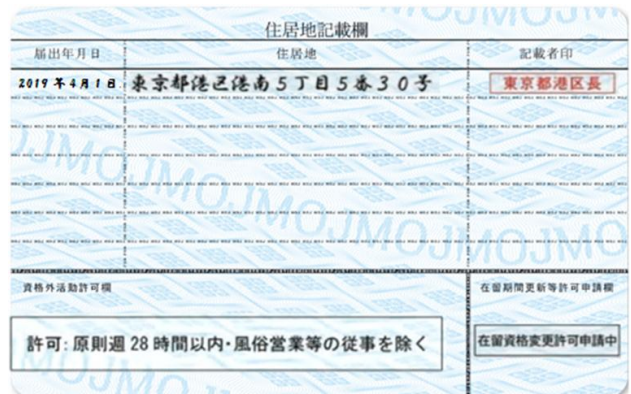 住居地記載欄
届出年月日 住居地 記載者印
2019年4月1日 東京都港区港南5丁目5番30号 東京都港区長
資格外活動許可欄 在留期間更新等許可申請欄
許可:原則週28時間以内・風俗営業等の従事を除く 在留資格変更許可申請中
MOJMOJMOJMOJMO